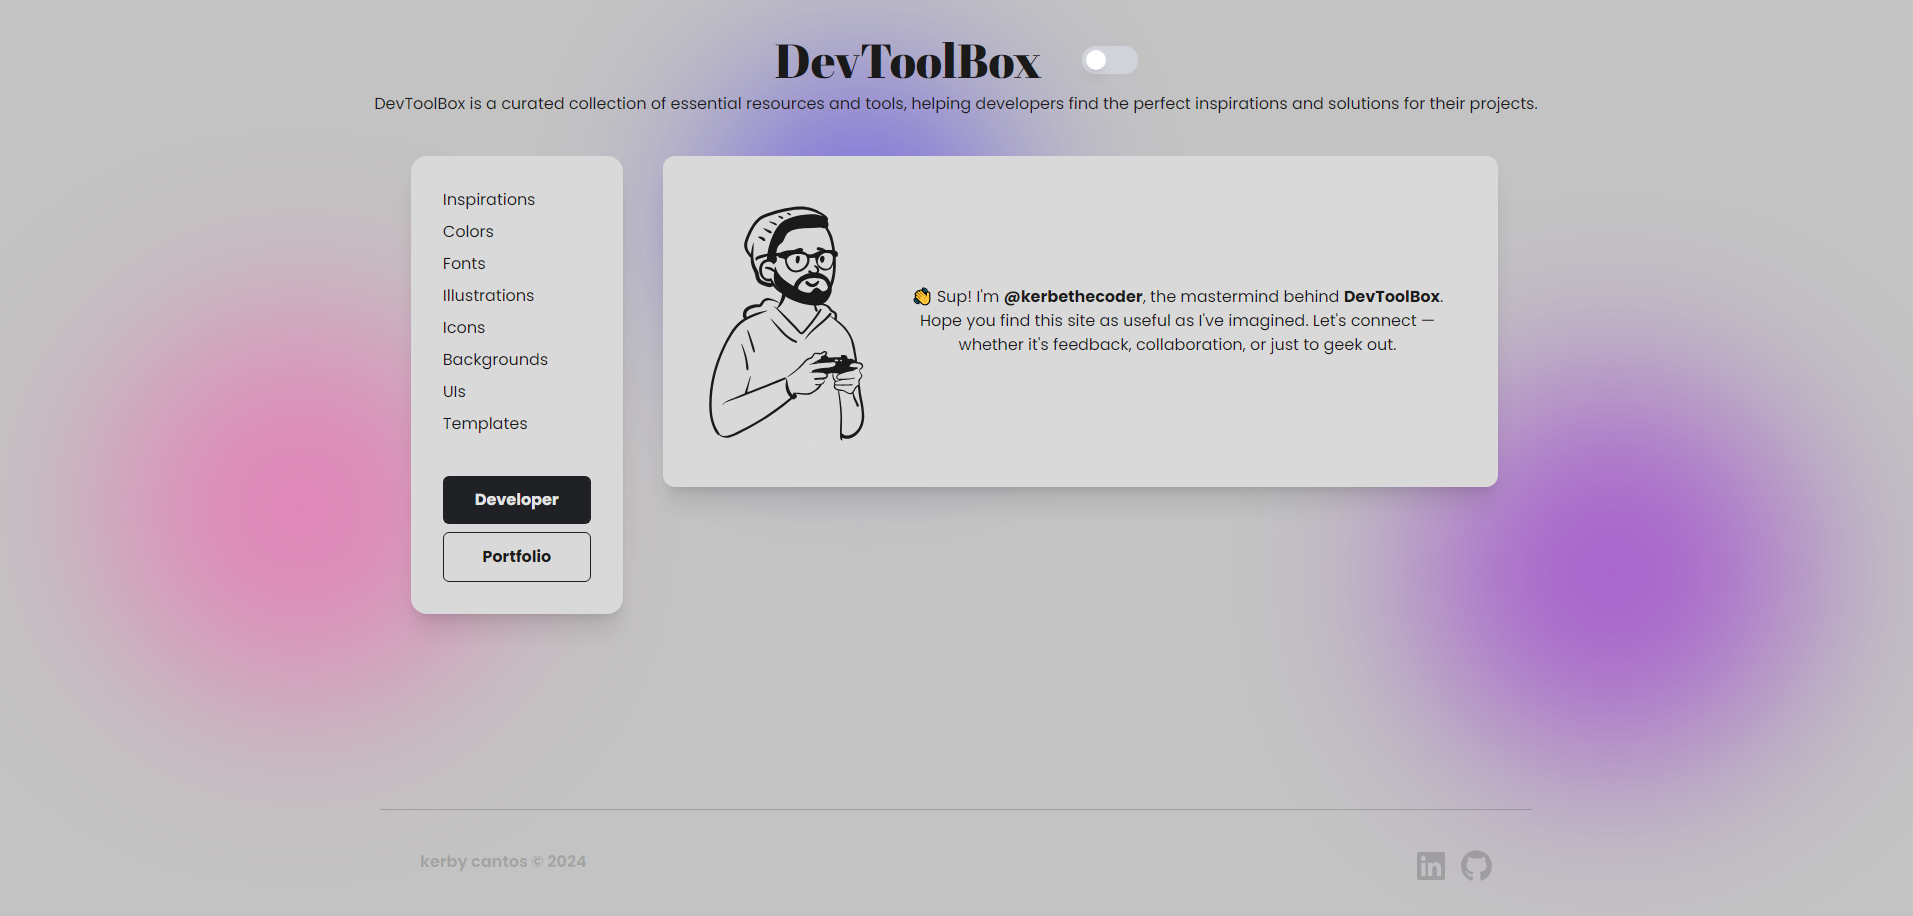 DevToolBox
DevToolBox is a curated collection of essential resources and tools, helping developers find the perfect inspirations and solutions for their projects.
Inspirations
Colors
Fonts
Illustrations
Icons
Backgrounds
UIs
Templates
Developer
Portfolio
👋 Sup! I'm @kerbethecoder, the mastermind behind DevToolBox.
Hope you find this site as useful as I've imagined. Let's connect —
whether it's feedback, collaboration, or just to geek out.
kerby cantos © 2024
in